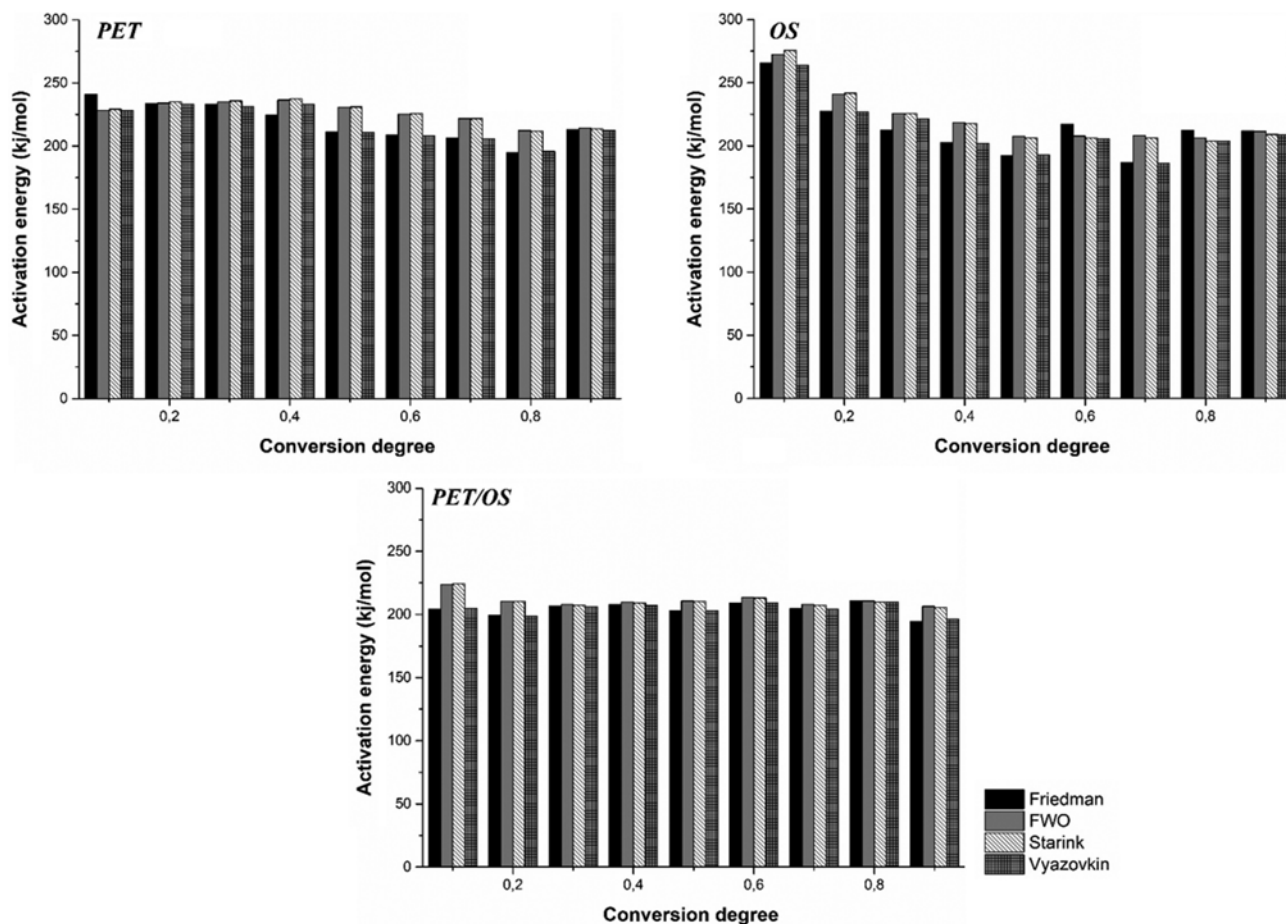 PET
300
250
200
150
100
50
0
Activation energy (kj/mol)
0,2 0,4 0,6 0,8
Conversion degree
OS
300
250
200
150
100
50
0
Activation energy (kj/mol)
0,2 0,4 0,6 0,8
Conversion degree
PET/OS
300
250
200
150
100
50
0
Activation energy (kj/mol)
0,2 0,4 0,6 0,8
Conversion degree
Friedman
FWO
Starink
Vyazovkin